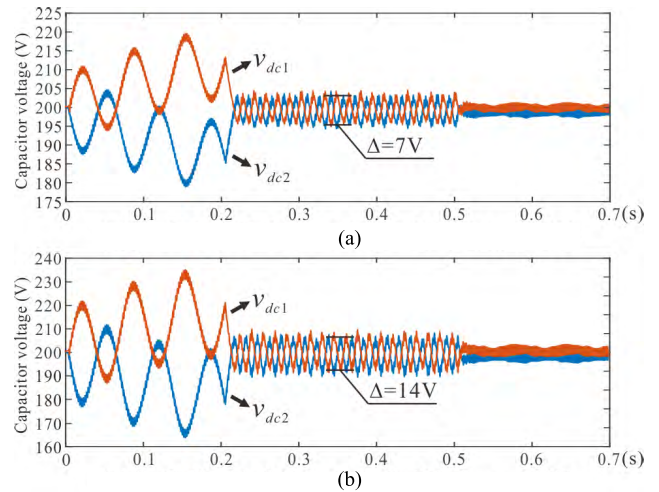 Capacitor voltage (V)
225
220
215
210
205
200
195
190
185
180
175
v_dc1
v_dc2
Δ=7V
0 0.1 0.2 0.3 0.4 0.5 0.6 0.7(s)
(a)
Capacitor voltage (V)
240
230
220
210
200
190
180
170
160
v_dc1
v_dc2
Δ=14V
0 0.1 0.2 0.3 0.4 0.5 0.6 0.7(s)
(b)